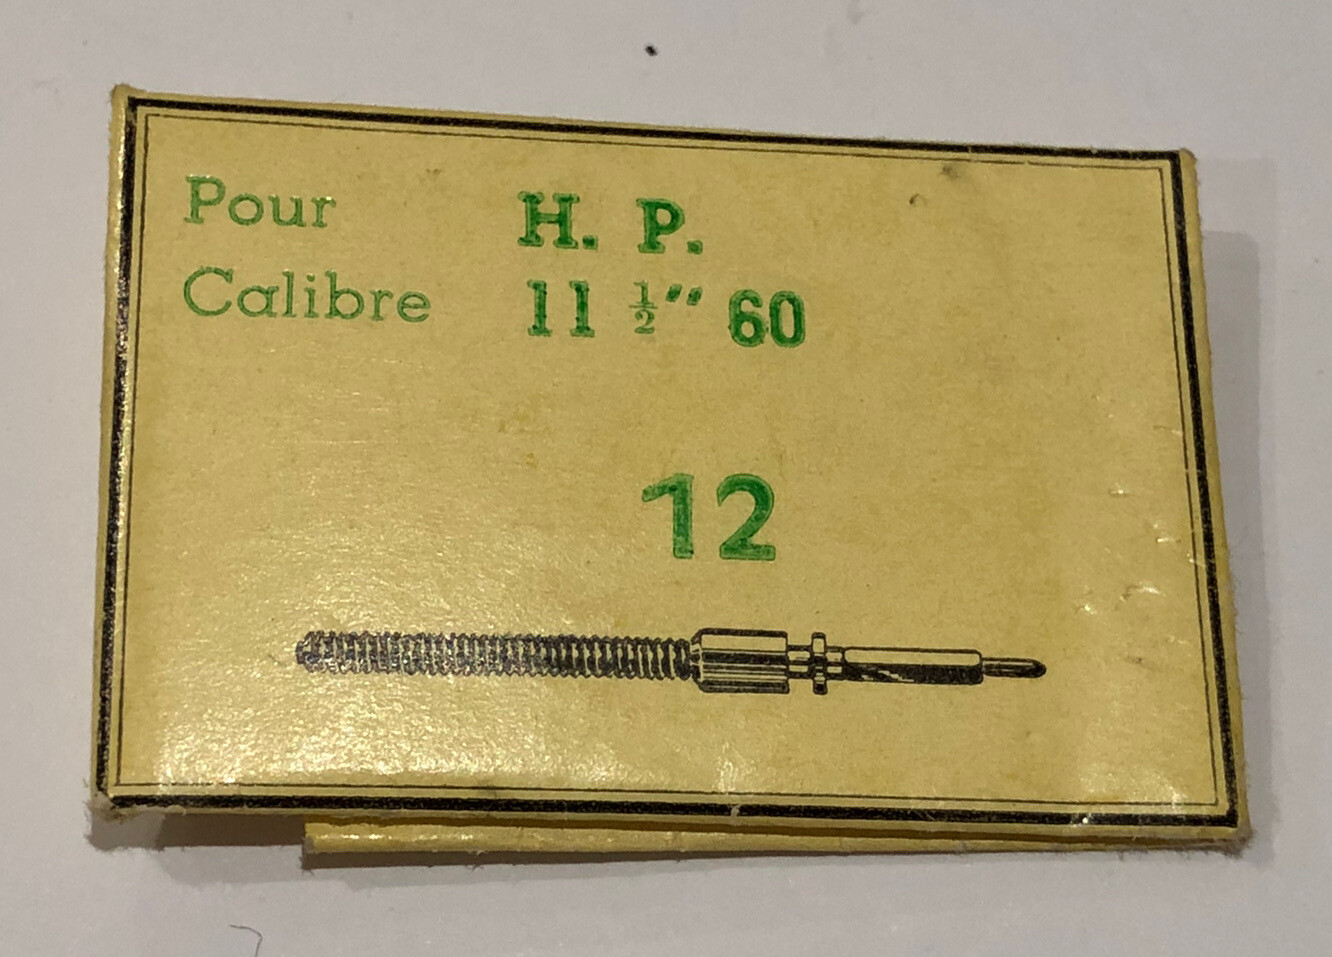 Pour H. P.
Calibre 11 ½″ 60
12